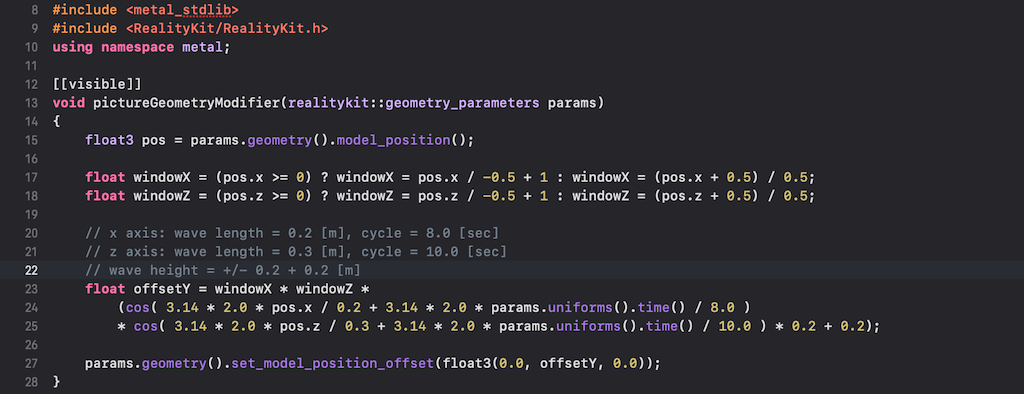 8 #include <metal_stdlib>
9 #include <RealityKit/RealityKit.h>
10 using namespace metal;
11
12 [[visible]]
13 void pictureGeometryModifier(realitykit::geometry_parameters params)
14 {
15     float3 pos = params.geometry().model_position();
16
17     float windowX = (pos.x >= 0) ? windowX = pos.x / -0.5 + 1 : windowX = (pos.x + 0.5) / 0.5;
18     float windowZ = (pos.z >= 0) ? windowZ = pos.z / -0.5 + 1 : windowZ = (pos.z + 0.5) / 0.5;
19
20     // x axis: wave length = 0.2 [m], cycle = 8.0 [sec]
21     // z axis: wave length = 0.3 [m], cycle = 10.0 [sec]
22     // wave height = +/- 0.2 + 0.2 [m]
23     float offsetY = windowX * windowZ *
24         (cos( 3.14 * 2.0 * pos.x / 0.2 + 3.14 * 2.0 * params.uniforms().time() / 8.0 )
25         * cos( 3.14 * 2.0 * pos.z / 0.3 + 3.14 * 2.0 * params.uniforms().time() / 10.0 ) * 0.2 + 0.2);
26
27     params.geometry().set_model_position_offset(float3(0.0, offsetY, 0.0));
28 }